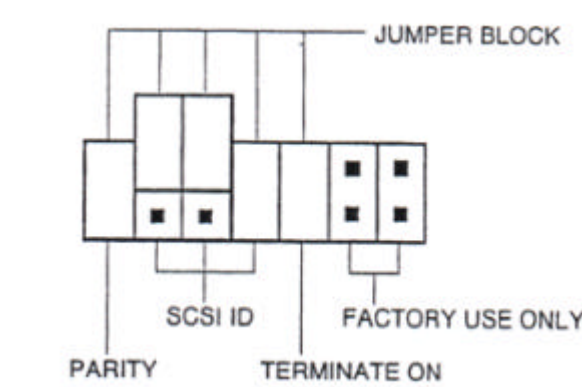 JUMPER BLOCK
SCSI ID
FACTORY USE ONLY
PARITY
TERMINATE ON